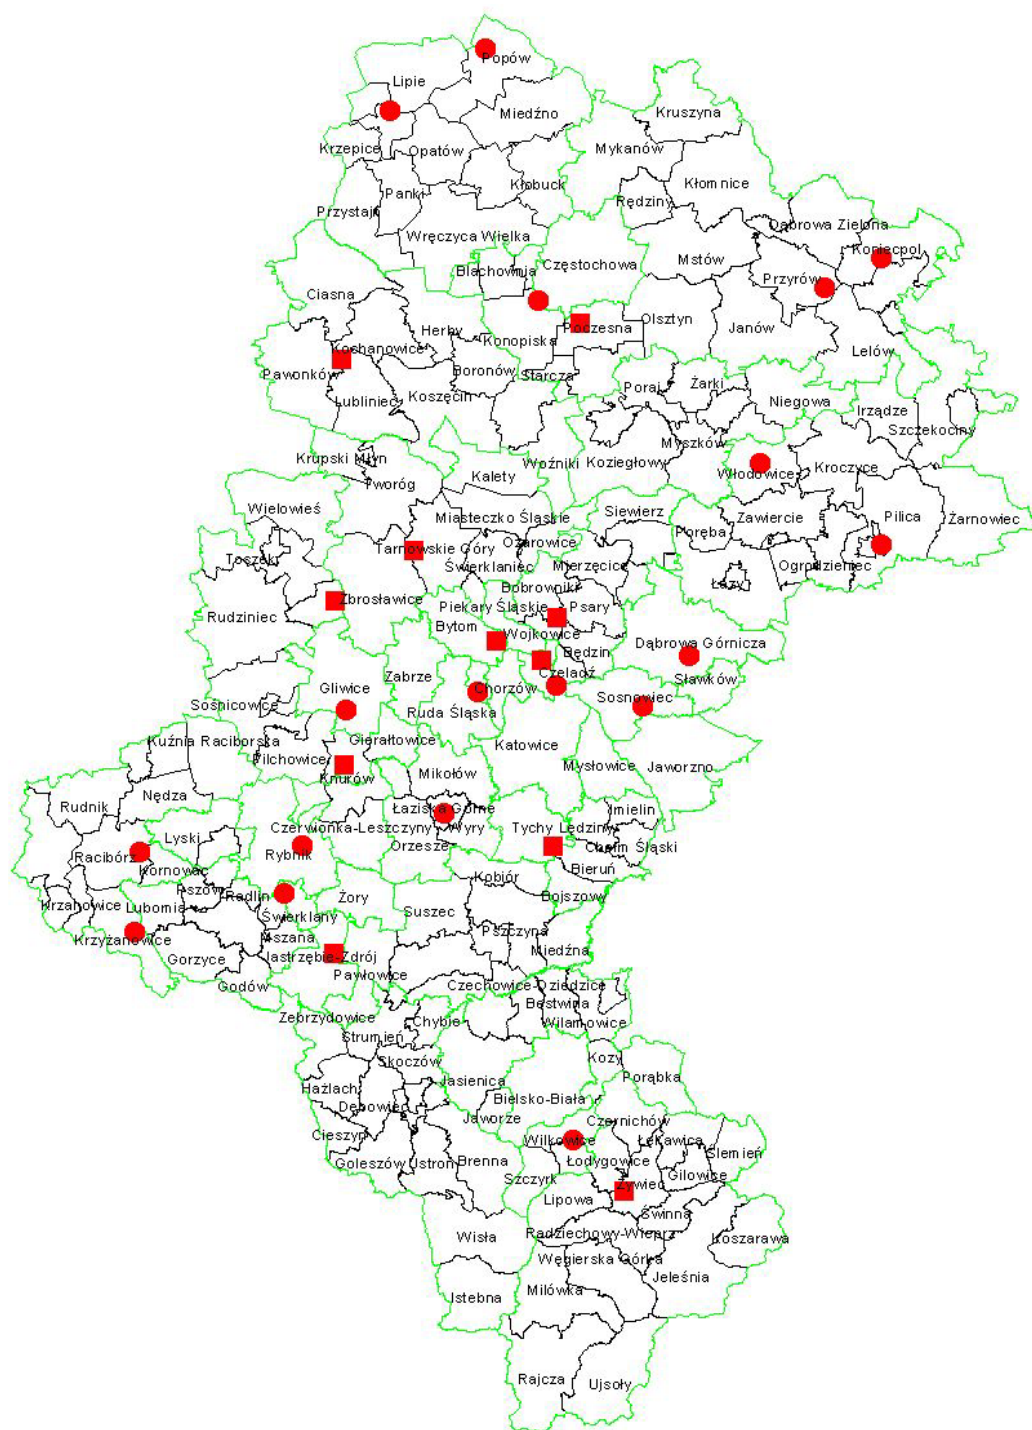 Popów
Lipie
Miedźno
Kruszyna
Krzepice
Opatów
Mykanów
Kłobuck
Kłomnice
Panki
Rędziny
Przystajń
Dąbrowa Zielona
Wręczyca Wielka
Koniecpol
Mstów
Częstochowa
Blachownia
Przyrów
Ciasna
Olsztyn
Janów
Poczesna
Herby
Konopiska
Kochanowice
Lelów
Pawonków
Boronów
Starcza
Poraj
Żarki
Koszęcin
Lubliniec
Niegowa
Irządze
Szczekociny
Myszków
Krupski Młyn
Woźniki
Koziegłowy
Kroczyce
Włodowice
Kalety
Tworóg
Wielowieś
Siewierz
Pilica
Miasteczko Śląskie
Zawiercie
Żarnowiec
Poręba
Ożarowice
Tarnowskie Góry
Toszek
Świerklaniec
Mierzęcice
Ogrodzieniec
Łazy
Bobrowniki
Zbrosławice
Piekary Śląskie
Psary
Rudziniec
Bytom
Wojkowice
Dąbrowa Górnicza
Będzin
Zabrze
Czeladź
Sławków
Gliwice
Chorzów
Sosnowiec
Sośnicowice
Ruda Śląska
Kuźnia Raciborska
Gierałtowice
Katowice
Pilchowice
Mysłowice
Jaworzno
Knurów
Mikołów
Nędza
Rudnik
Łaziska Górne
Imielin
Czerwionka-Leszczyny
Wyry
Tychy
Lędziny
Lyski
Orzesze
Chełm Śląski
Racibórz
Rybnik
Kornowac
Bieruń
Kobiór
Pszów
Radlin
Żory
Bojszowy
Krzanowice
Lubomia
Suszec
Świerklany
Pszczyna
Krzyżanowice
Mszana
Miedźna
Jastrzębie-Zdrój
Gorzyce
Pawłowice
Godów
Czechowice-Dziedzice
Bestwina
Zebrzydowice
Chybie
Wilamowice
Strumień
Kozy
Skoczów
Porąbka
Jasienica
Hażlach
Bielsko-Biała
Dębowiec
Jaworze
Czernichów
Cieszyn
Wilkowice
Łękawica
Ślemień
Goleszów
Ustroń
Brenna
Łodygowice
Szczyrk
Gilowice
Żywiec
Lipowa
Świnna
Wisła
Radziechowy-Wieprz
Koszarawa
Węgierska Górka
Jeleśnia
Istebna
Milówka
Rajcza
Ujsoły